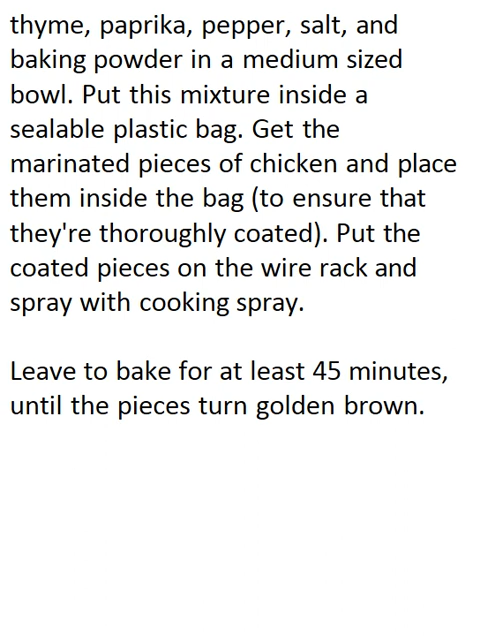 thyme, paprika, pepper, salt, and
baking powder in a medium sized
bowl. Put this mixture inside a
sealable plastic bag. Get the
marinated pieces of chicken and place
them inside the bag (to ensure that
they're thoroughly coated). Put the
coated pieces on the wire rack and
spray with cooking spray.
Leave to bake for at least 45 minutes,
until the pieces turn golden brown.